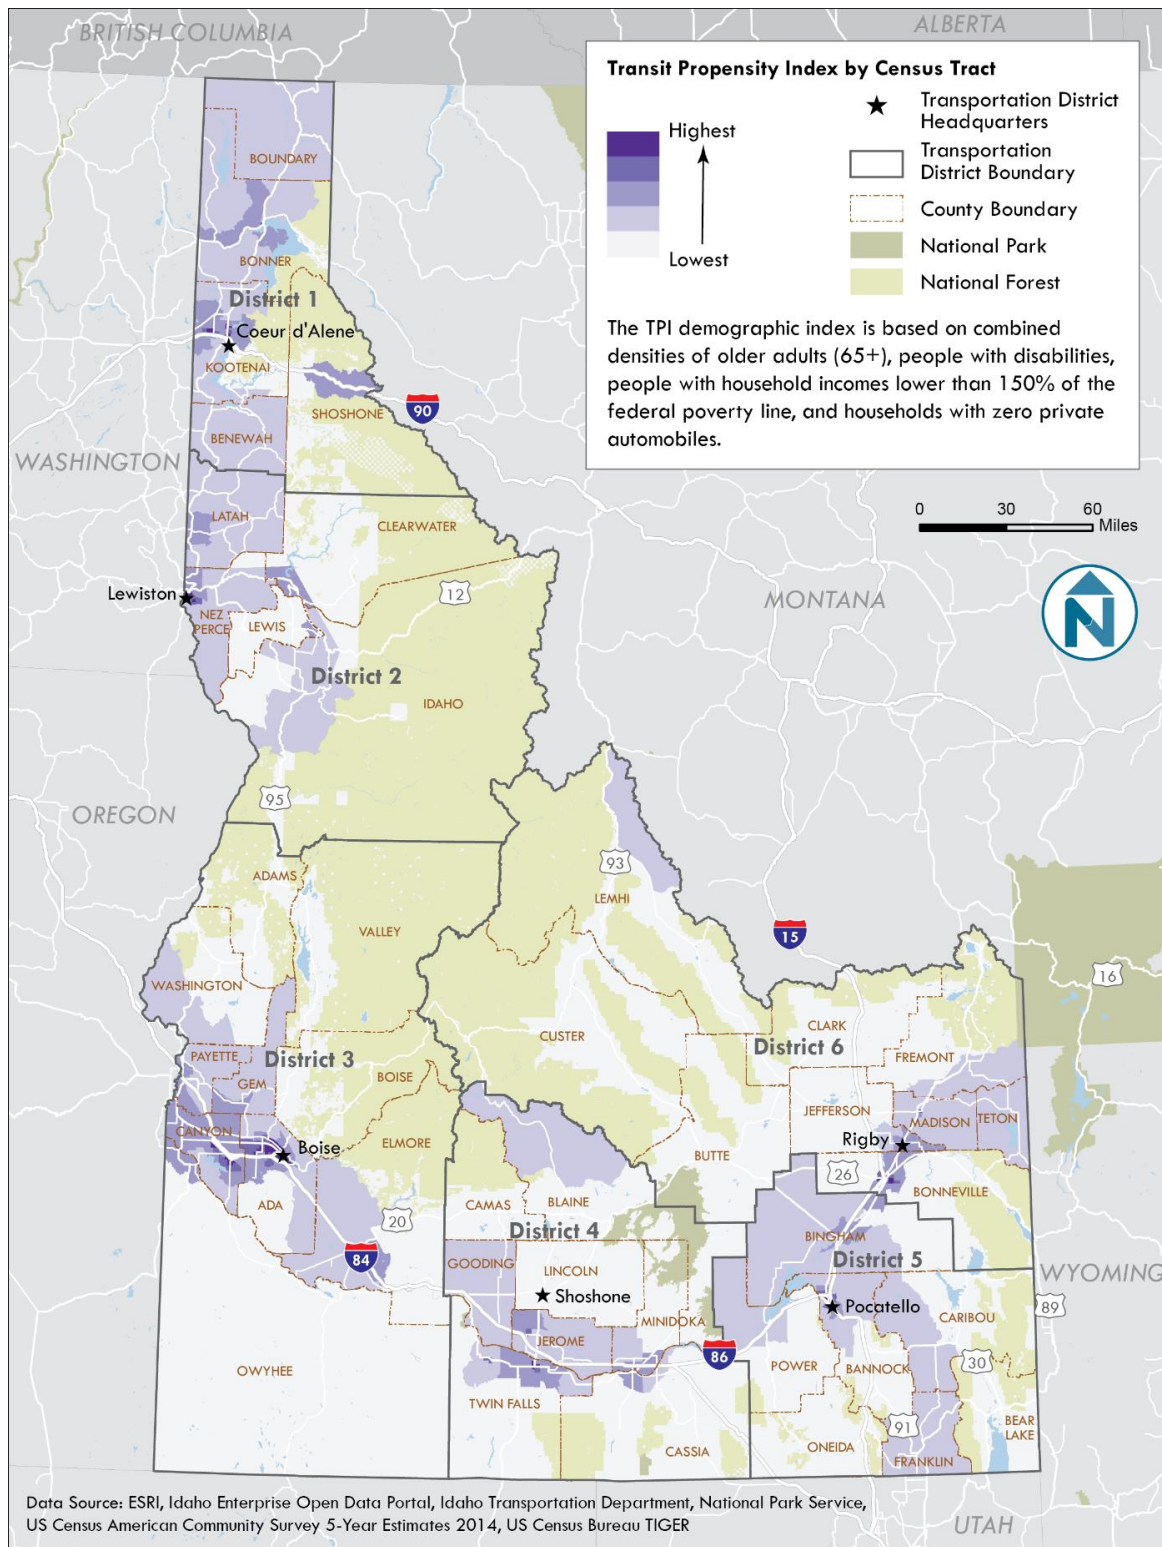 BRITISH COLUMBIA
ALBERTA
Transit Propensity Index by Census Tract
Highest
Lowest
Transportation District
Headquarters
Transportation
District Boundary
County Boundary
National Park
National Forest
The TPI demographic index is based on combined
densities of older adults (65+), people with disabilities,
people with household incomes lower than 150% of the
federal poverty line, and households with zero private
automobiles.
0 30 60
Miles
N
BOUNDARY
BONNER
District 1
Coeur d'Alene
KOOTENAI
SHOSHONE
90
BENEWAH
WASHINGTON
LATAH
CLEARWATER
Lewiston
12
MONTANA
NEZ
PERCE
LEWIS
District 2
IDAHO
95
OREGON
93
ADAMS
LEMHI
VALLEY
15
16
WASHINGTON
CUSTER
CLARK
District 6
FREMONT
PAYETTE
District 3
GEM
BOISE
JEFFERSON
MADISON
TETON
CANYON
Boise
ELMORE
Rigby
BUTTE
26
BONNEVILLE
ADA
20
CAMAS
BLAINE
District 4
BINGHAM
District 5
84
GOODING
LINCOLN
WYOMING
Shoshone
Pocatello
89
MINIDOKA
CARIBOU
JEROME
86
30
OWYHEE
POWER
BANNOCK
TWIN FALLS
91
BEAR
LAKE
CASSIA
ONEIDA
FRANKLIN
Data Source: ESRI, Idaho Enterprise Open Data Portal, Idaho Transportation Department, National Park Service,
US Census American Community Survey 5-Year Estimates 2014, US Census Bureau TIGER
UTAH